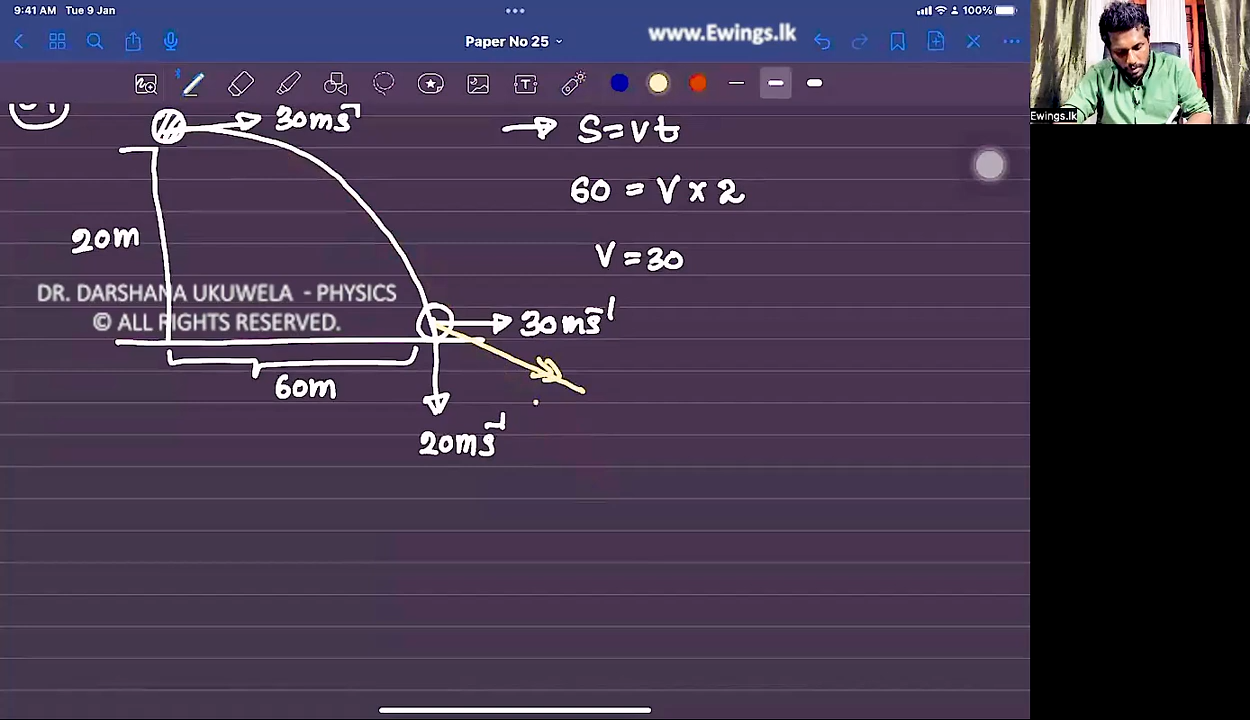 9:41 AM Tue 9 Jan
100%
Paper No 25
www.Ewings.lk
Ewings.lk
30ms⁻¹
→ S=vt
60 = V × 2
20m
V = 30
DR. DARSHANA UKUWELA - PHYSICS
© ALL RIGHTS RESERVED.
30ms⁻¹
60m
20ms⁻¹